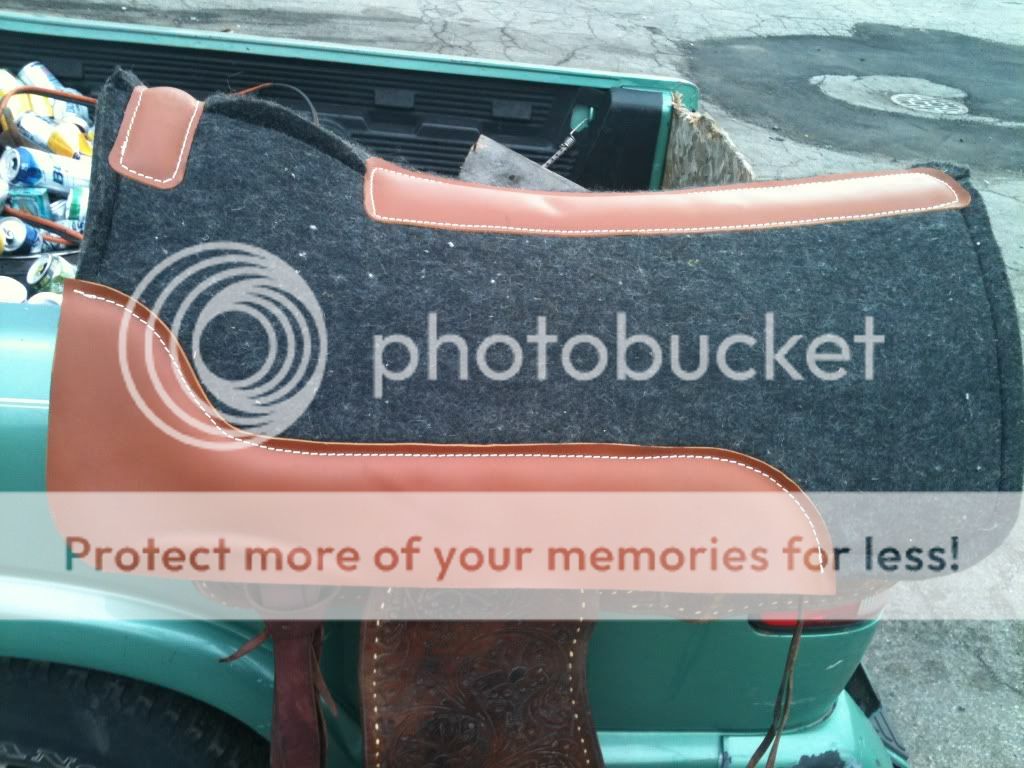 photobucket
Protect more of your memories for less!